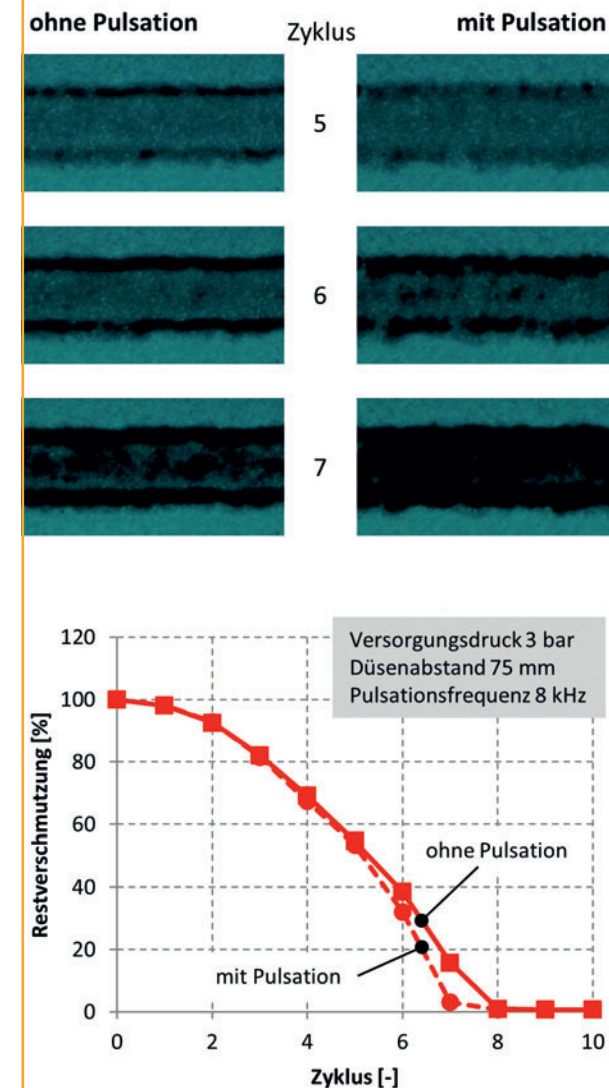 ohne Pulsation Zyklus mit Pulsation
5
6
7
Versorgungsdruck 3 bar
Düsenabstand 75 mm
Pulsationsfrequenz 8 kHz
120
100
80
60
40
20
0
Restverschmutzung [%]
ohne Pulsation
mit Pulsation
0 2 4 6 8 10
Zyklus [-]